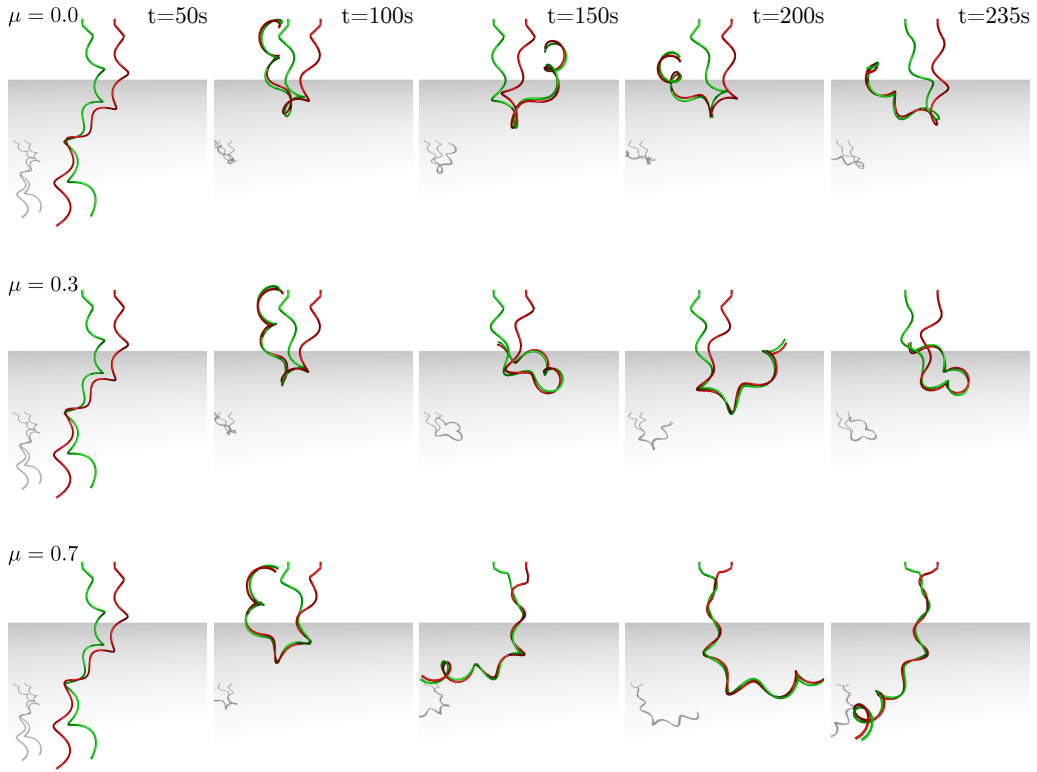 μ = 0.0 t=50s t=100s t=150s t=200s t=235s
μ = 0.3
μ = 0.7